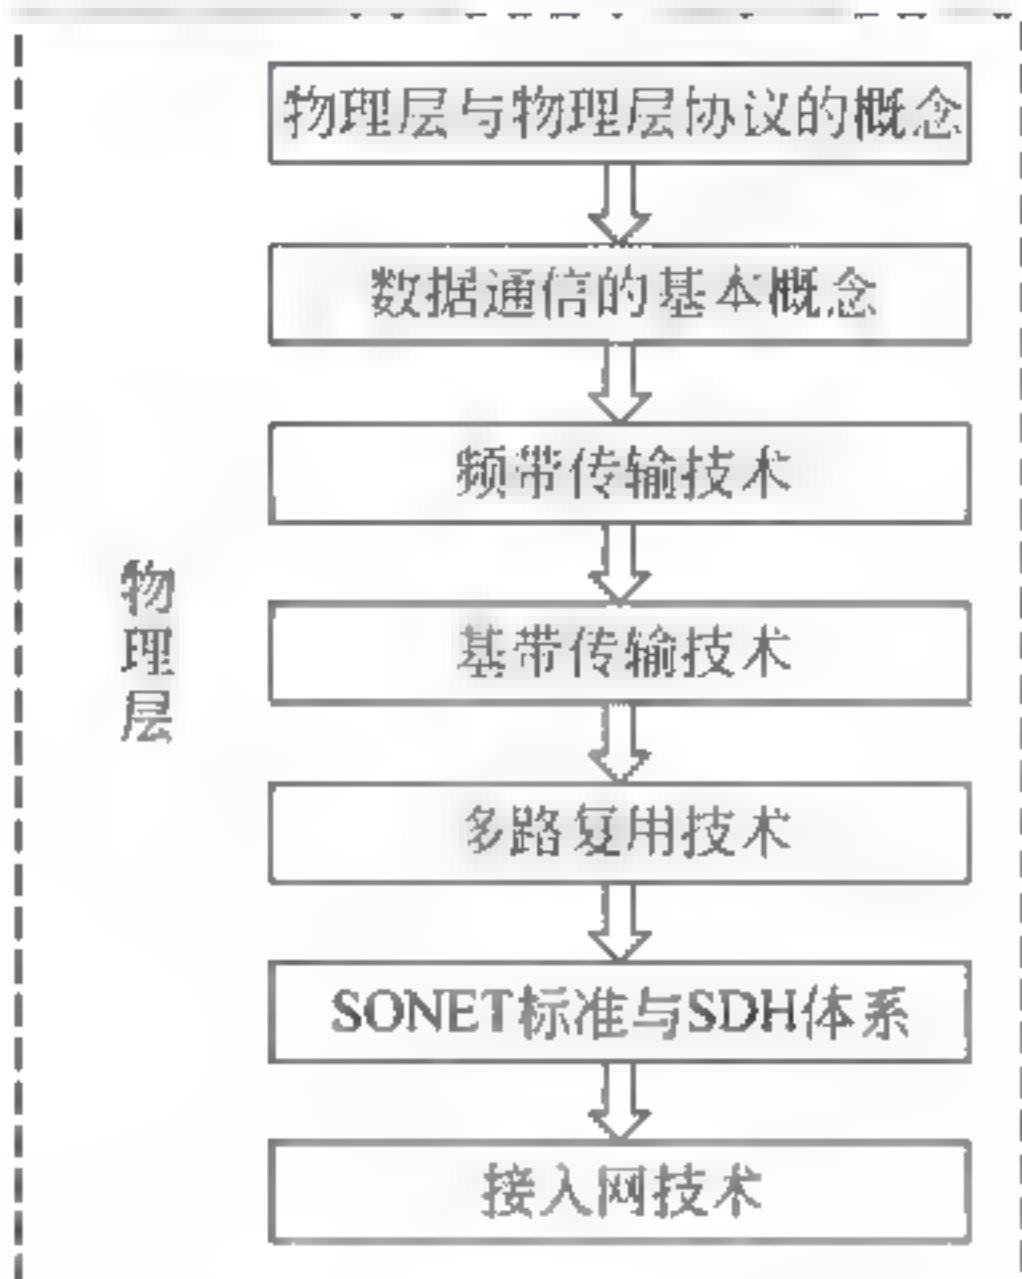 物理层与物理层协议的概念
数据通信的基本概念
频带传输技术
基带传输技术
物
理
层
多路复用技术
SONET标准与SDH体系
接入网技术